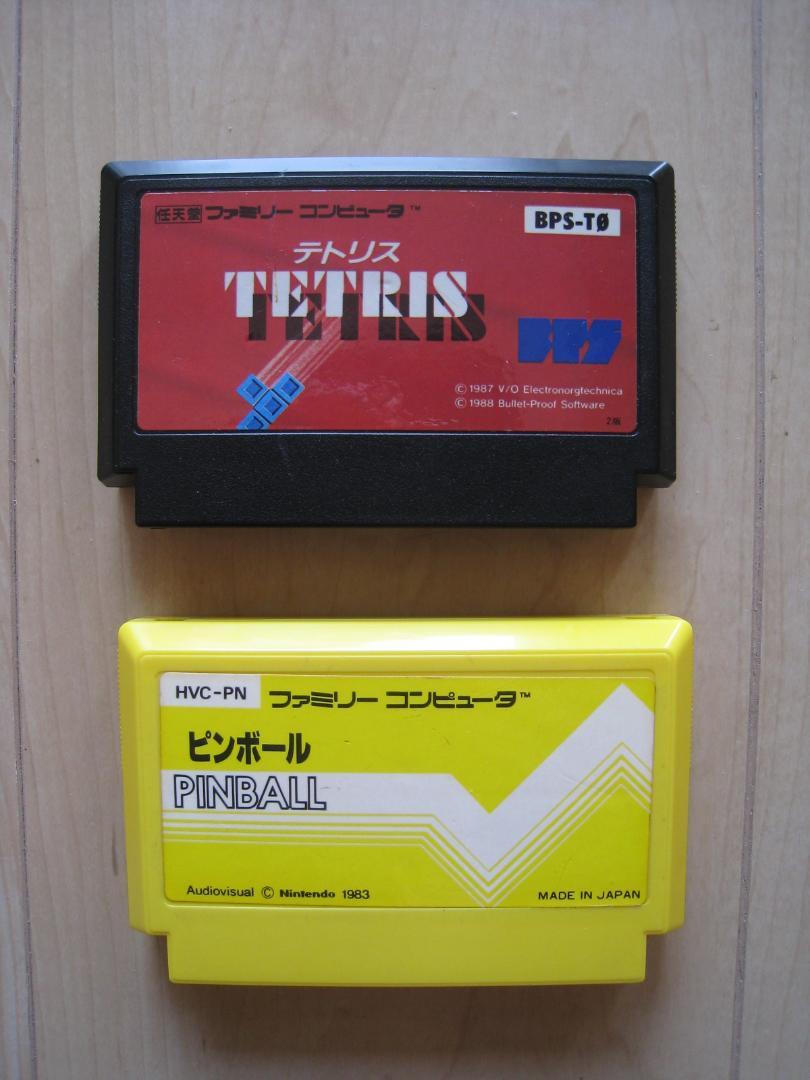 任天堂 ファミリー コンピュータ™
BPS-TØ
テトリス
TETRIS
BPS
© 1987 V/O Electronorgtechnica
© 1988 Bullet-Proof Software
2版
HVC-PN ファミリー コンピュータ™
ピンボール
PINBALL
Audiovisual © Nintendo 1983
MADE IN JAPAN